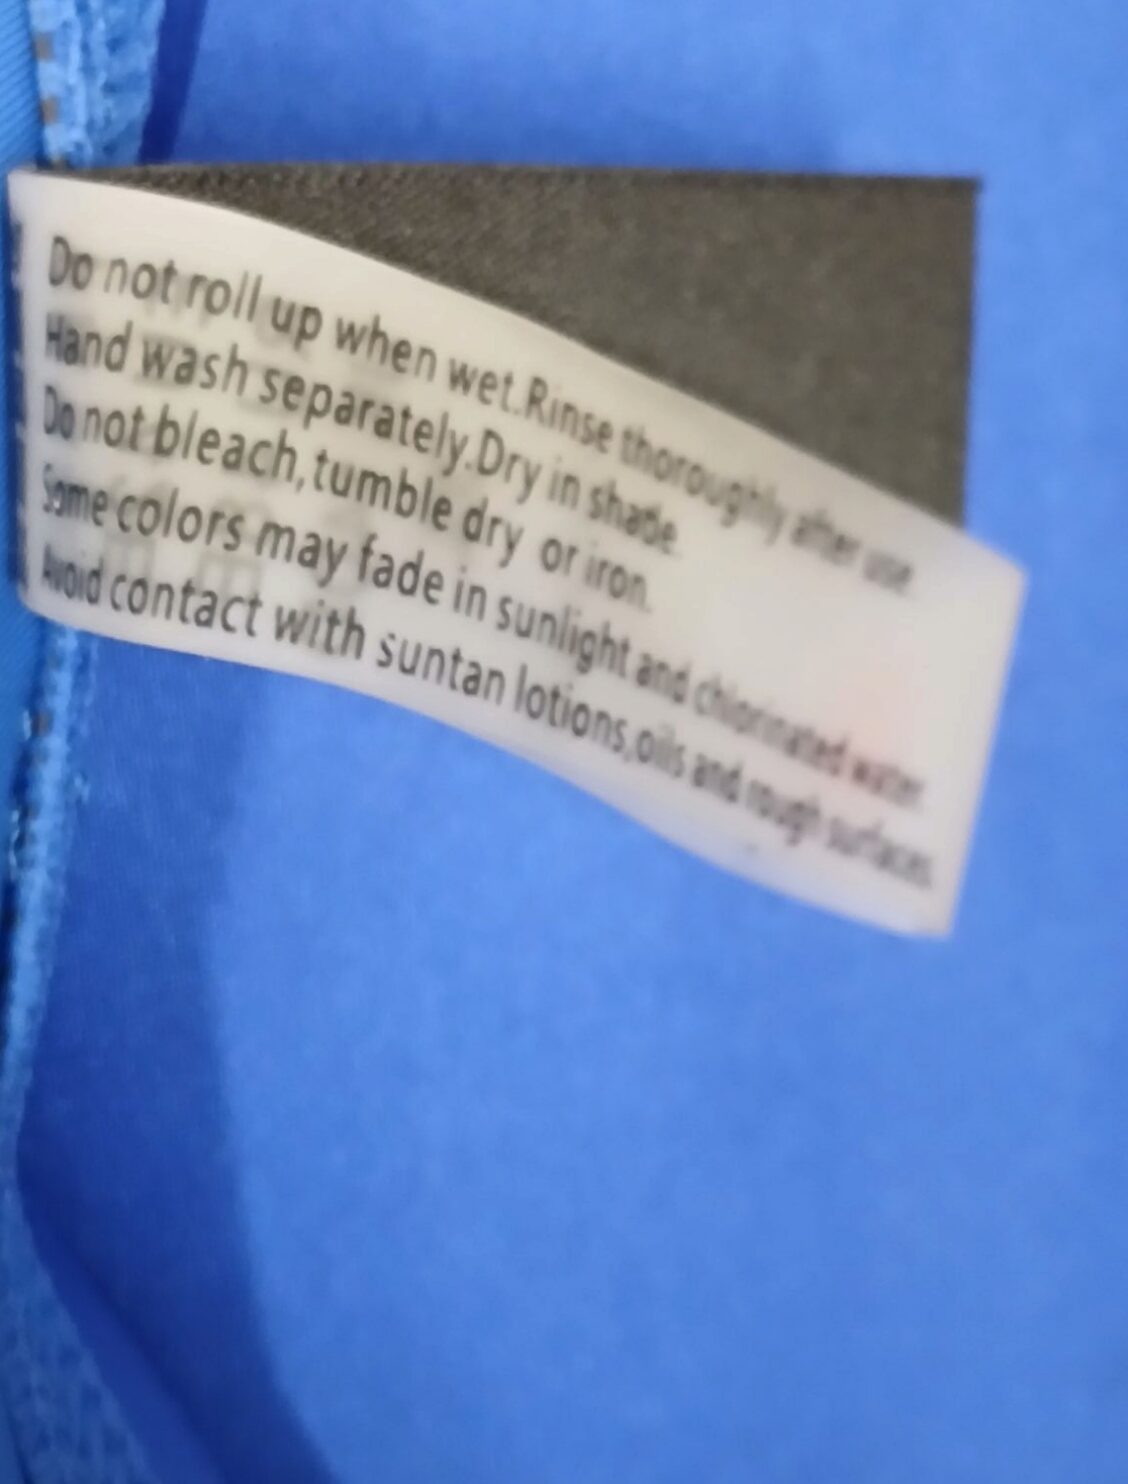 Do not roll up when wet.Rinse thoroughly after use.
Hand wash separately.Dry in shade.
Do not bleach,tumble dry or iron.
Some colors may fade in sunlight and chlorinated water.
Avoid contact with suntan lotions,oils and rough surfaces.